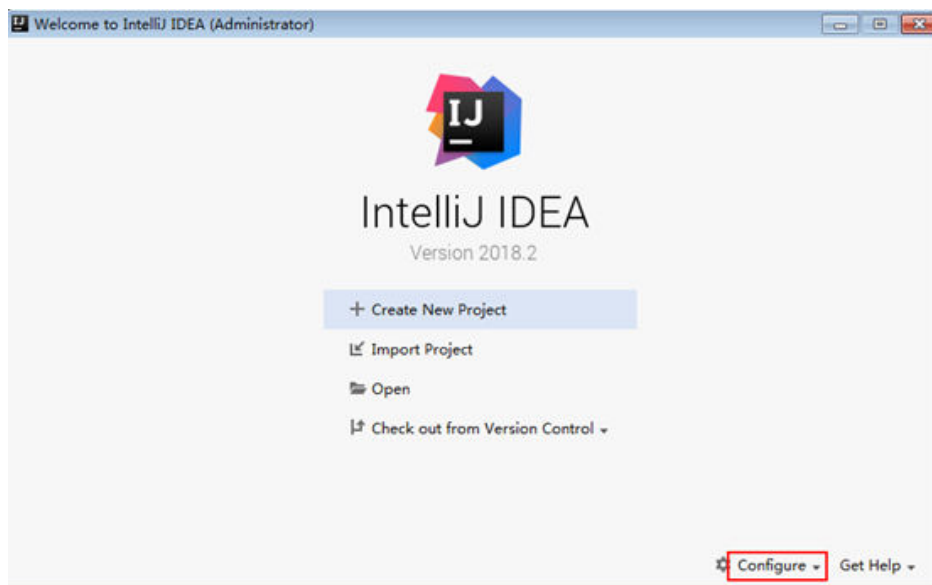 Welcome to IntelliJ IDEA (Administrator)
IJ
IntelliJ IDEA
Version 2018.2
Create New Project
Import Project
Open
Check out from Version Control
Configure Get Help